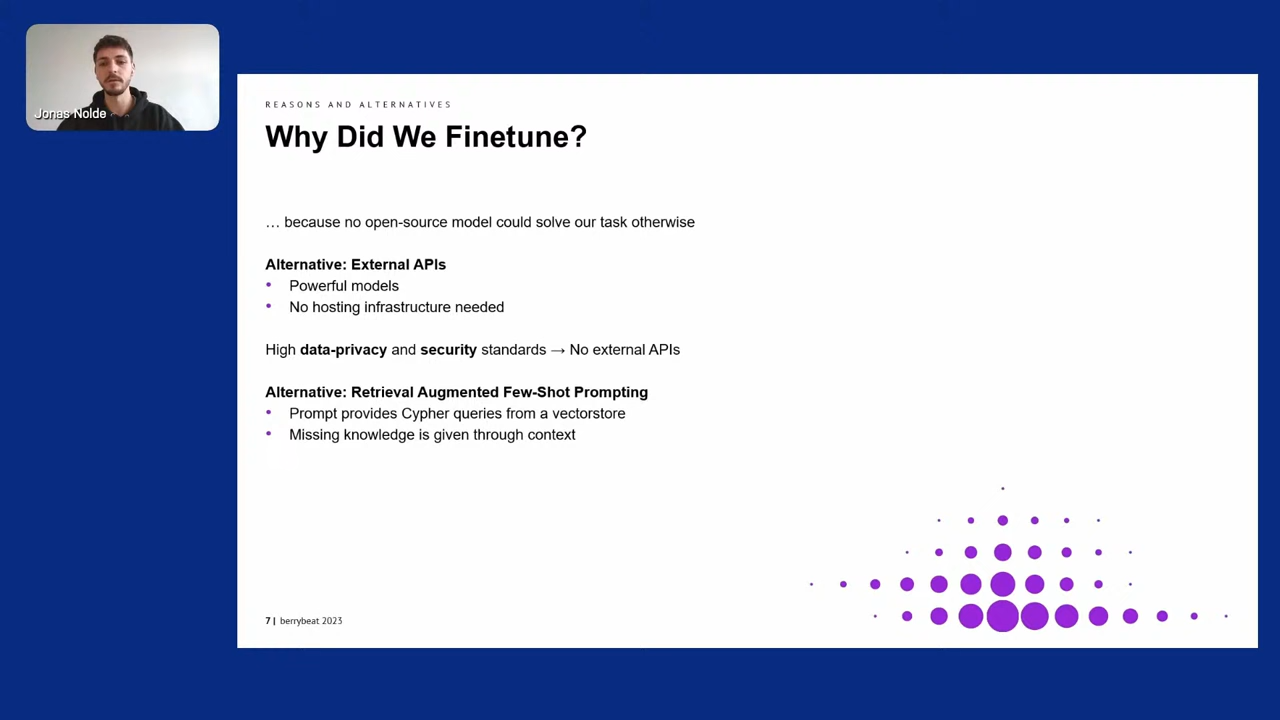 Jonas Nolde
REASONS AND ALTERNATIVES
Why Did We Finetune?
… because no open-source model could solve our task otherwise
Alternative: External APIs
• Powerful models
• No hosting infrastructure needed
High data-privacy and security standards → No external APIs
Alternative: Retrieval Augmented Few-Shot Prompting
• Prompt provides Cypher queries from a vectorstore
• Missing knowledge is given through context
7 | berrybeat 2023